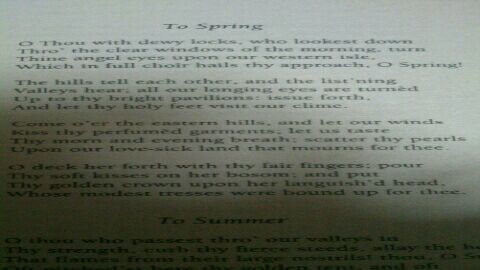 To Spring
O Thou with dewy locks, who lookest down
Thro' the clear windows of the morning, turn
Thine angel eyes upon our western isle,
Which in full choir hails thy approach, O Spring!
The hills tell each other, and the list'ning
Valleys hear; all our longing eyes are turnèd
Up to thy bright pavilions: issue forth,
And let thy holy feet visit our clime.
Come o'er the eastern hills, and let our winds
Kiss thy perfumèd garments; let us taste
Thy morn and evening breath; scatter thy pearls
Upon our love-sick land that mourns for thee.
O deck her forth with thy fair fingers; pour
Thy soft kisses on her bosom; and put
Thy golden crown upon her languish'd head,
Whose modest tresses were bound up for thee.
To Summer
O thou who passest thro' our valleys in
Thy strength, curb thy fierce steeds, allay the he
That flames from their large nostrils! thou, O S